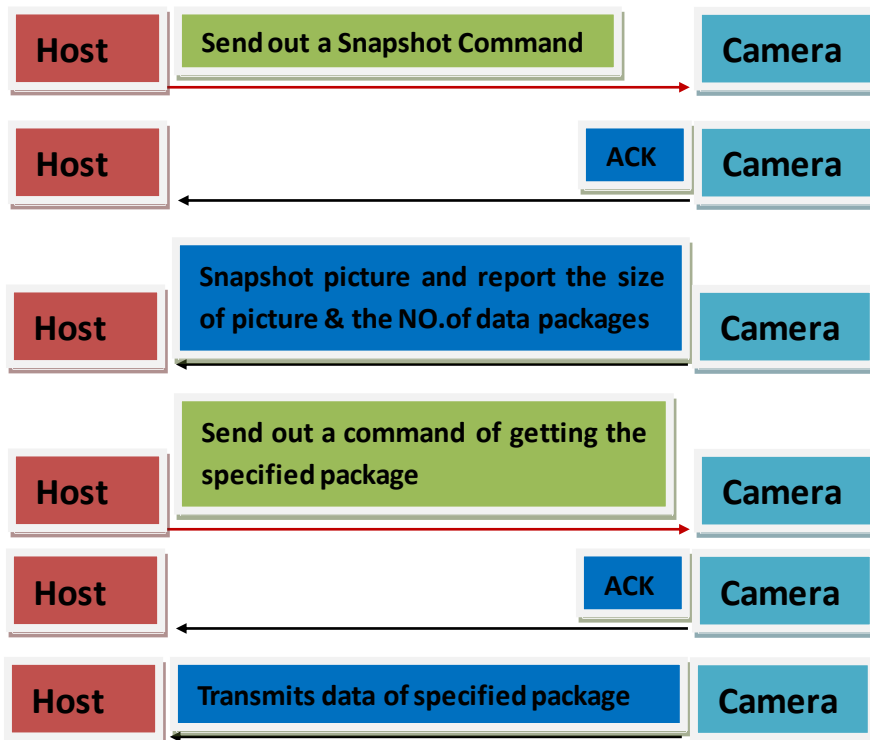 Host
Send out a Snapshot Command
Camera
Host
ACK
Camera
Host
Snapshot picture and report the size
of picture & the NO.of data packages
Camera
Host
Send out a command of getting the
specified package
Camera
Host
ACK
Camera
Host
Transmits data of specified package
Camera